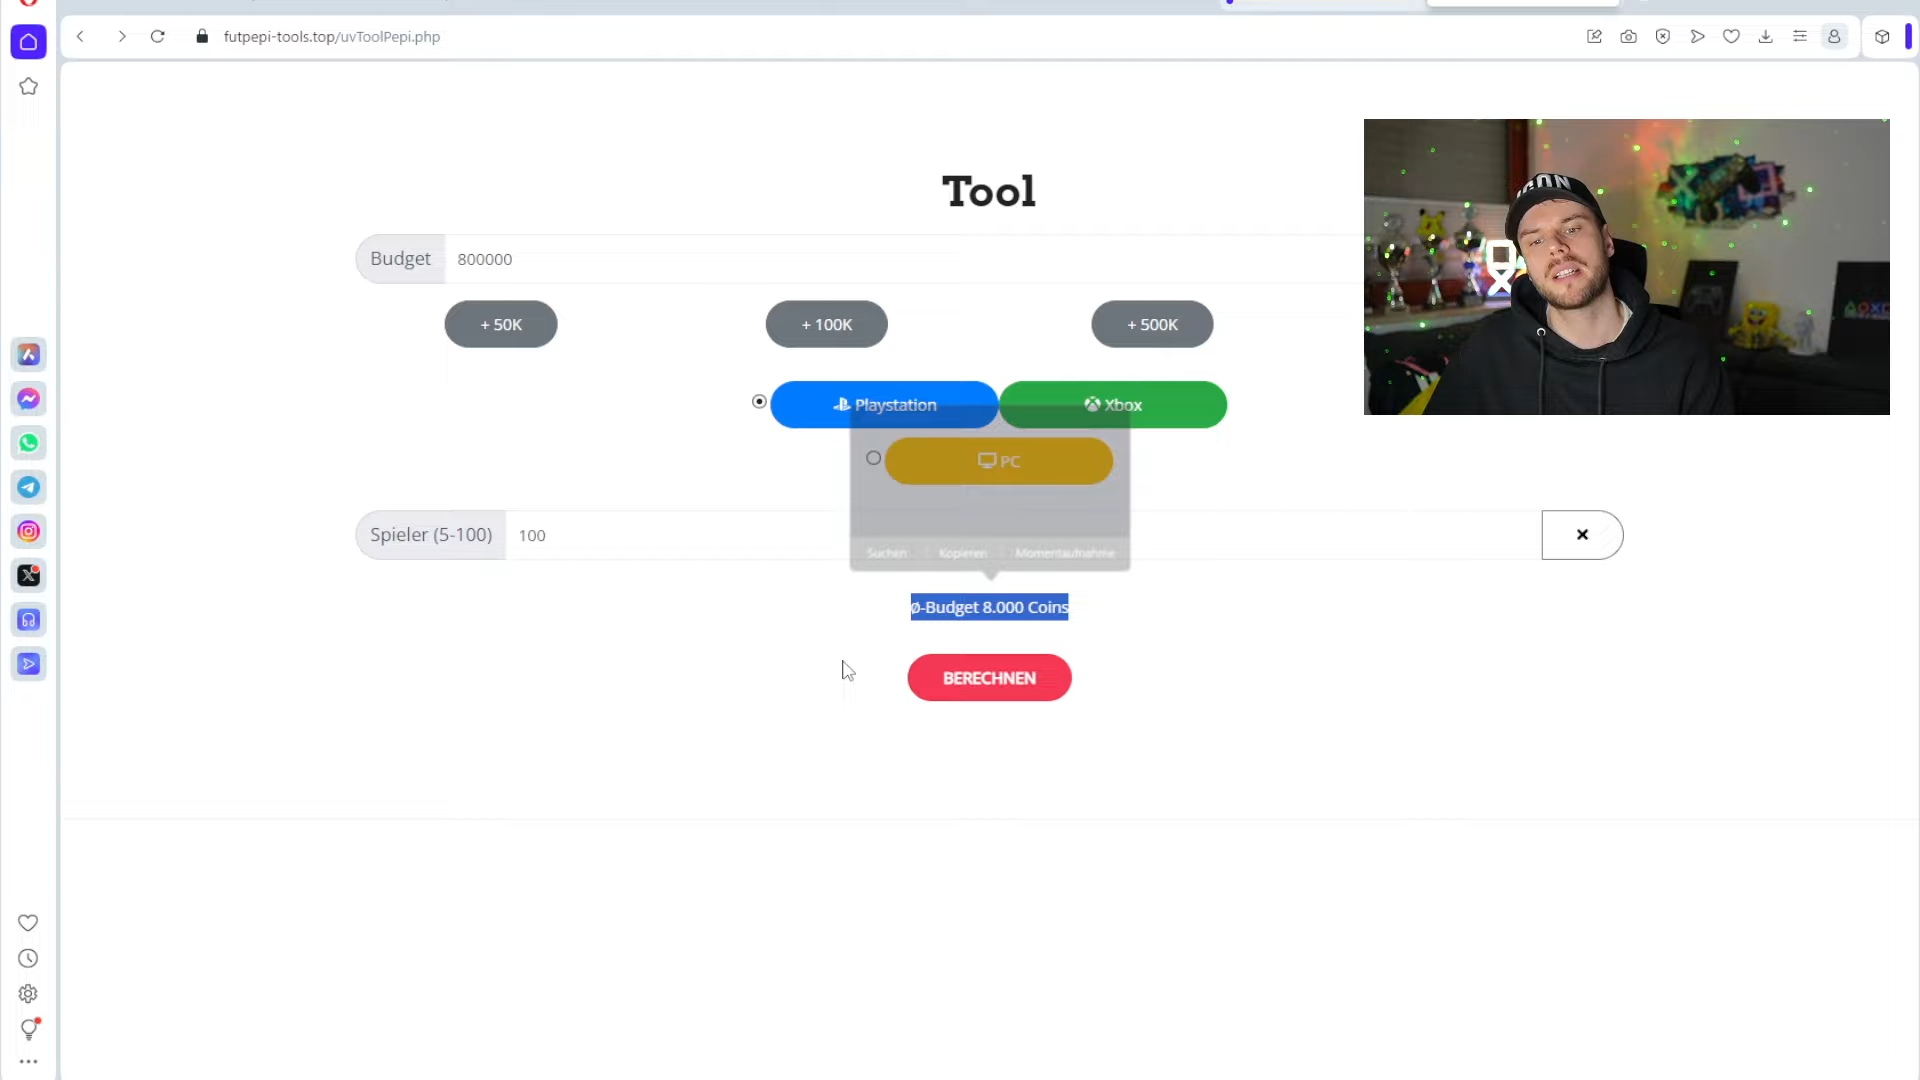 futpepi-tools.top/uvToolPepi.php
Tool
Budget 800000
+ 50K + 100K + 500K
Playstation Xbox
PC
Spieler (5-100) 100
Suchen Kopieren Momentaufnahme
ø-Budget 8.000 Coins
BERECHNEN
ICON